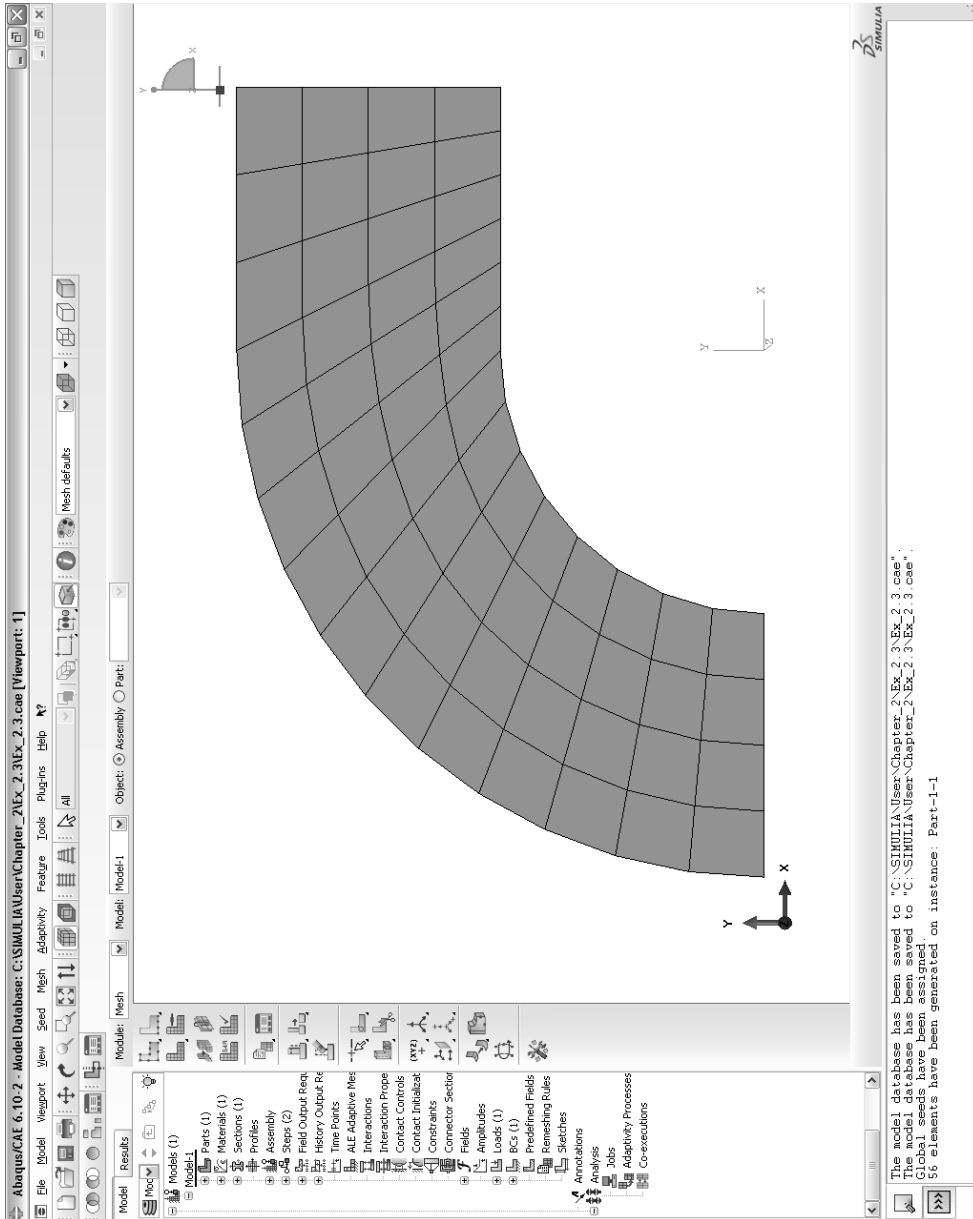 Abaqus/CAE 6.10-2 - Model Database: C:\SIMULIA\User\Chapter_2\Ex_2.3\Ex_2.3.cae [Viewport: 1]
File Model Viewport View Seed Mesh Adaptivity Feature Tools Plug-ins Help
All
Mesh defaults
Model Results
Module: Mesh Model: Model-1 Object: Assembly Part:
Models (1)
Model-1
Parts (1)
Materials (1)
Sections (1)
Profiles
Assembly
Steps (2)
Field Output Requ
History Output Re
Time Points
ALE Adaptive Mes
Interactions
Interaction Prope
Contact Controls
Contact Initializat
Constraints
Connector Section
Fields
Amplitudes
Loads (1)
BCs (1)
Predefined Fields
Remeshing Rules
Sketches
Annotations
Analysis
Jobs
Adaptivity Processes
Co-executions
(XYZ)
Y
X
Z
Y
X
Z
Y
X
SIMULIA
The model database has been saved to "C:\SIMULIA\User\Chapter_2\Ex_2.3\Ex_2.3.cae".
The model database has been saved to "C:\SIMULIA\User\Chapter_2\Ex_2.3\Ex_2.3.cae".
Global seeds have been assigned.
56 elements have been generated on instance: Part-1-1
>>>